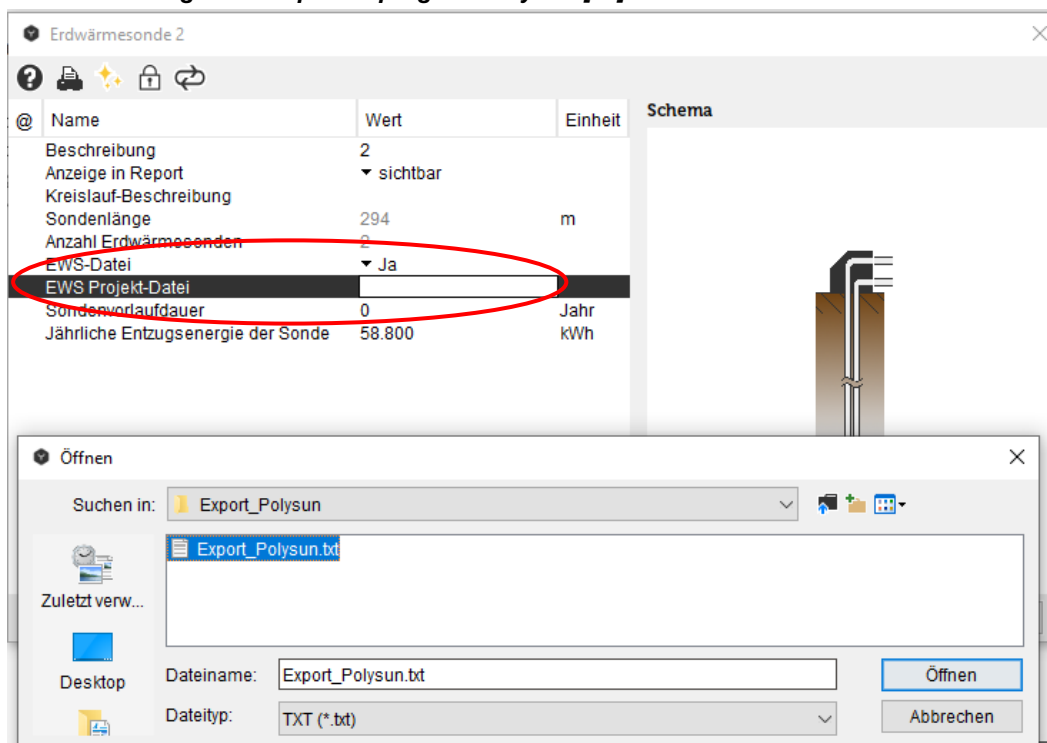 Erdwärmesonde 2
@ Name Wert Einheit Schema
Beschreibung 2
Anzeige in Report sichtbar
Kreislauf-Beschreibung
Sondenlänge 294 m
Anzahl Erdwärmesonden 2
EWS-Datei Ja
EWS Projekt-Datei
Sondenvorlaufdauer 0 Jahr
Jährliche Entzugsenergie der Sonde 58.800 kWh
Öffnen
Suchen in: Export_Polysun
Export_Polysun.txt
Zuletzt verw...
Desktop
Dateiname: Export_Polysun.txt Öffnen
Dateityp: TXT (*.txt) Abbrechen